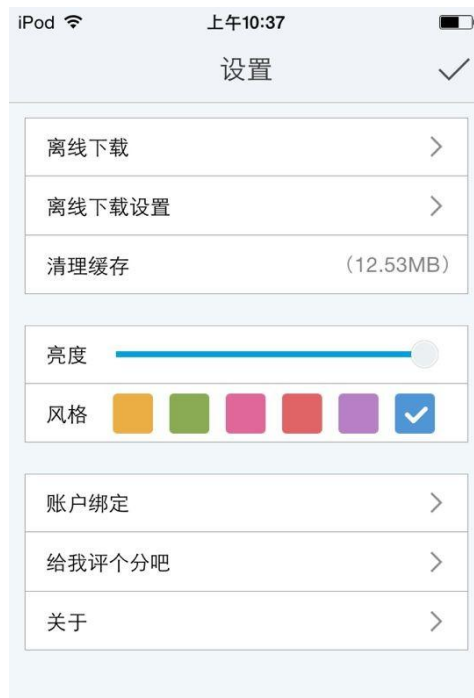 iPod 上午10:37
设置
离线下载
离线下载设置
清理缓存 (12.53MB)
亮度
风格
账户绑定
给我评个分吧
关于